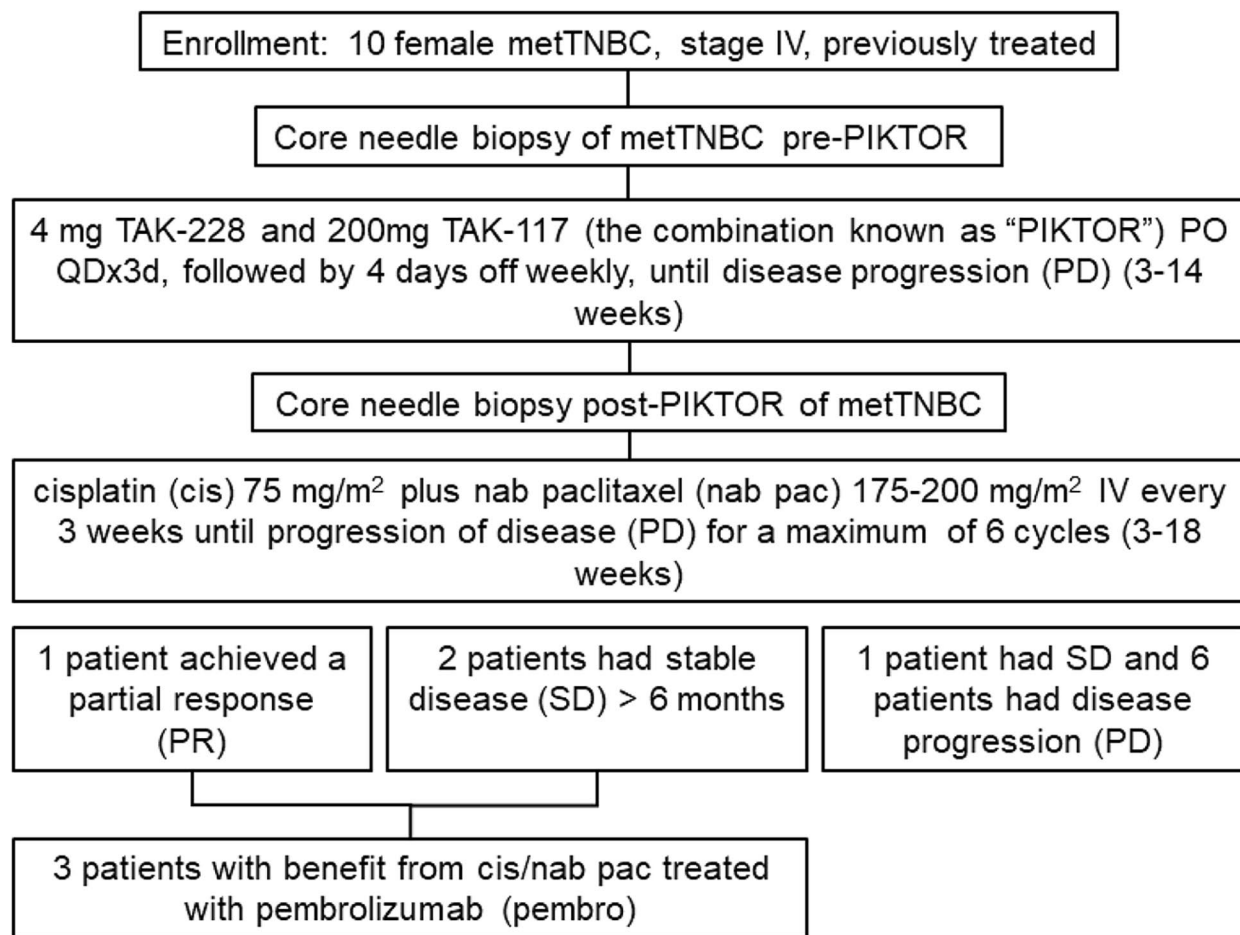 Enrollment: 10 female metTNBC, stage IV, previously treated
Core needle biopsy of metTNBC pre-PIKTOR
4 mg TAK-228 and 200mg TAK-117 (the combination known as “PIKTOR”) PO
QDx3d, followed by 4 days off weekly, until disease progression (PD) (3-14
weeks)
Core needle biopsy post-PIKTOR of metTNBC
cisplatin (cis) 75 mg/m² plus nab paclitaxel (nab pac) 175-200 mg/m² IV every
3 weeks until progression of disease (PD) for a maximum of 6 cycles (3-18
weeks)
1 patient achieved a
partial response
(PR)
2 patients had stable
disease (SD) > 6 months
1 patient had SD and 6
patients had disease
progression (PD)
3 patients with benefit from cis/nab pac treated
with pembrolizumab (pembro)